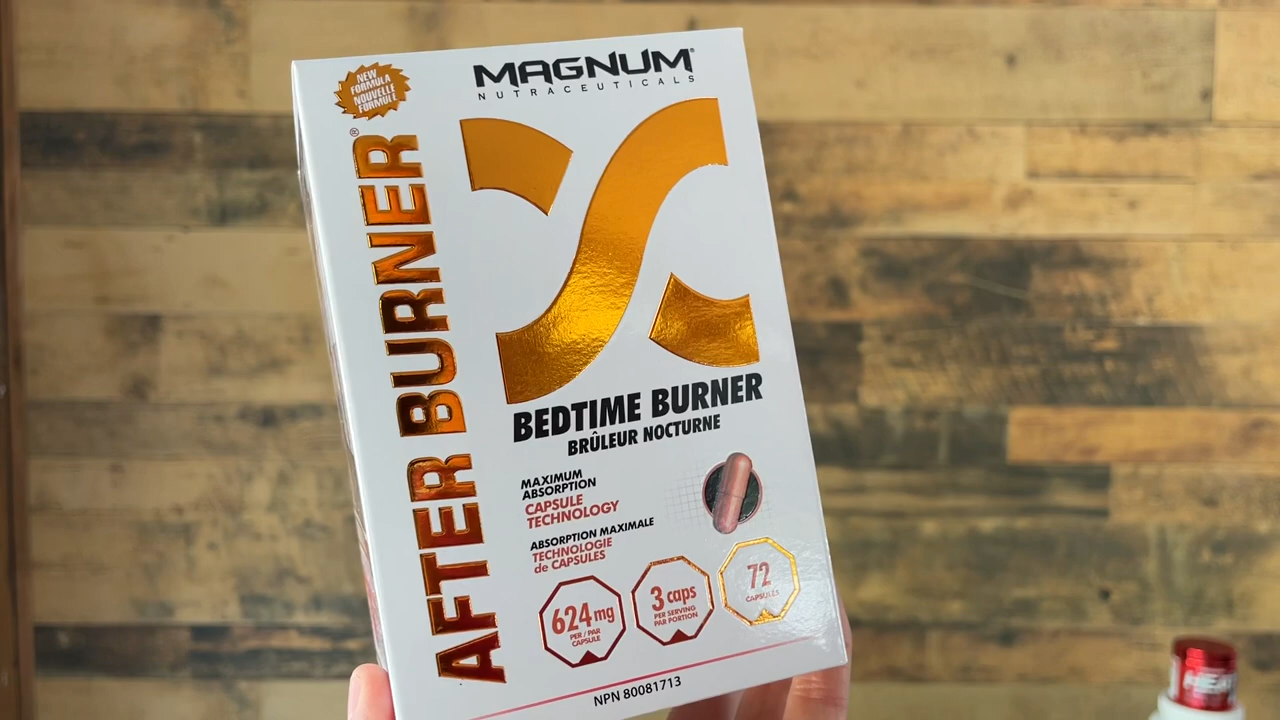 NEW
FORMULA
NOUVELLE
FORMULE
MAGNUM®
NUTRACEUTICALS
AFTER BURNER®
BEDTIME BURNER
BRÛLEUR NOCTURNE
MAXIMUM
ABSORPTION
CAPSULE
TECHNOLOGY
ABSORPTION MAXIMALE
TECHNOLOGIE
de CAPSULES
624mg
PER / PAR
CAPSULE
3 caps
PER SERVING
PAR PORTION
72
CAPSULES
NPN 80081713
HEAT